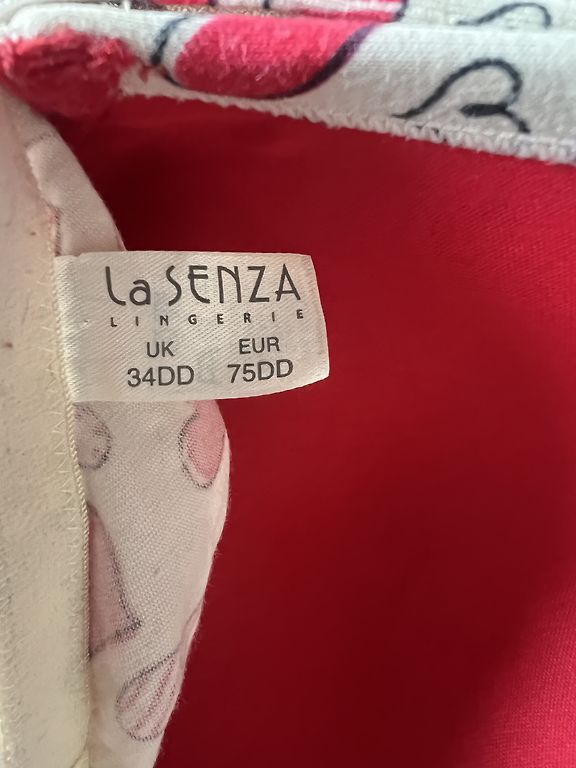 La SENZA
LINGERIE
UK EUR
34DD 75DD